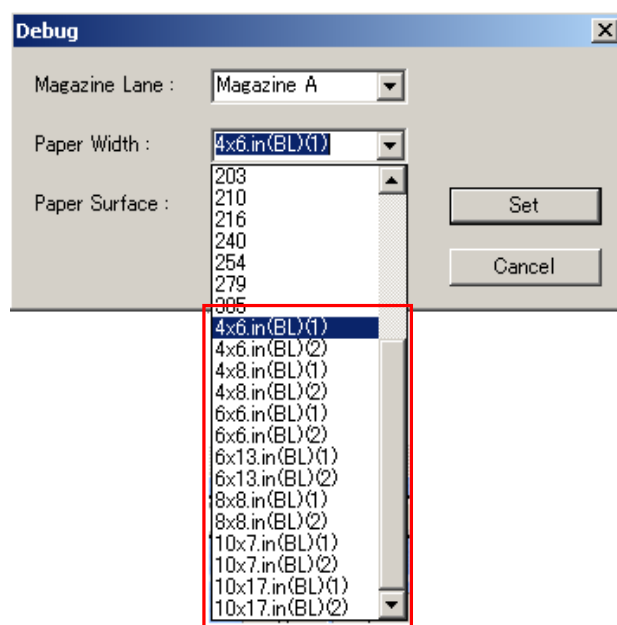 Debug
Magazine Lane :
Magazine A
Paper Width :
4x6.in(BL)(1)
Paper Surface :
203
210
216
240
254
279
305
4x6.in(BL)(1)
4x6.in(BL)(2)
4x8.in(BL)(1)
4x8.in(BL)(2)
6x6.in(BL)(1)
6x6.in(BL)(2)
6x13.in(BL)(1)
6x13.in(BL)(2)
8x8.in(BL)(1)
8x8.in(BL)(2)
10x7.in(BL)(1)
10x7.in(BL)(2)
10x17.in(BL)(1)
10x17.in(BL)(2)
Set
Cancel